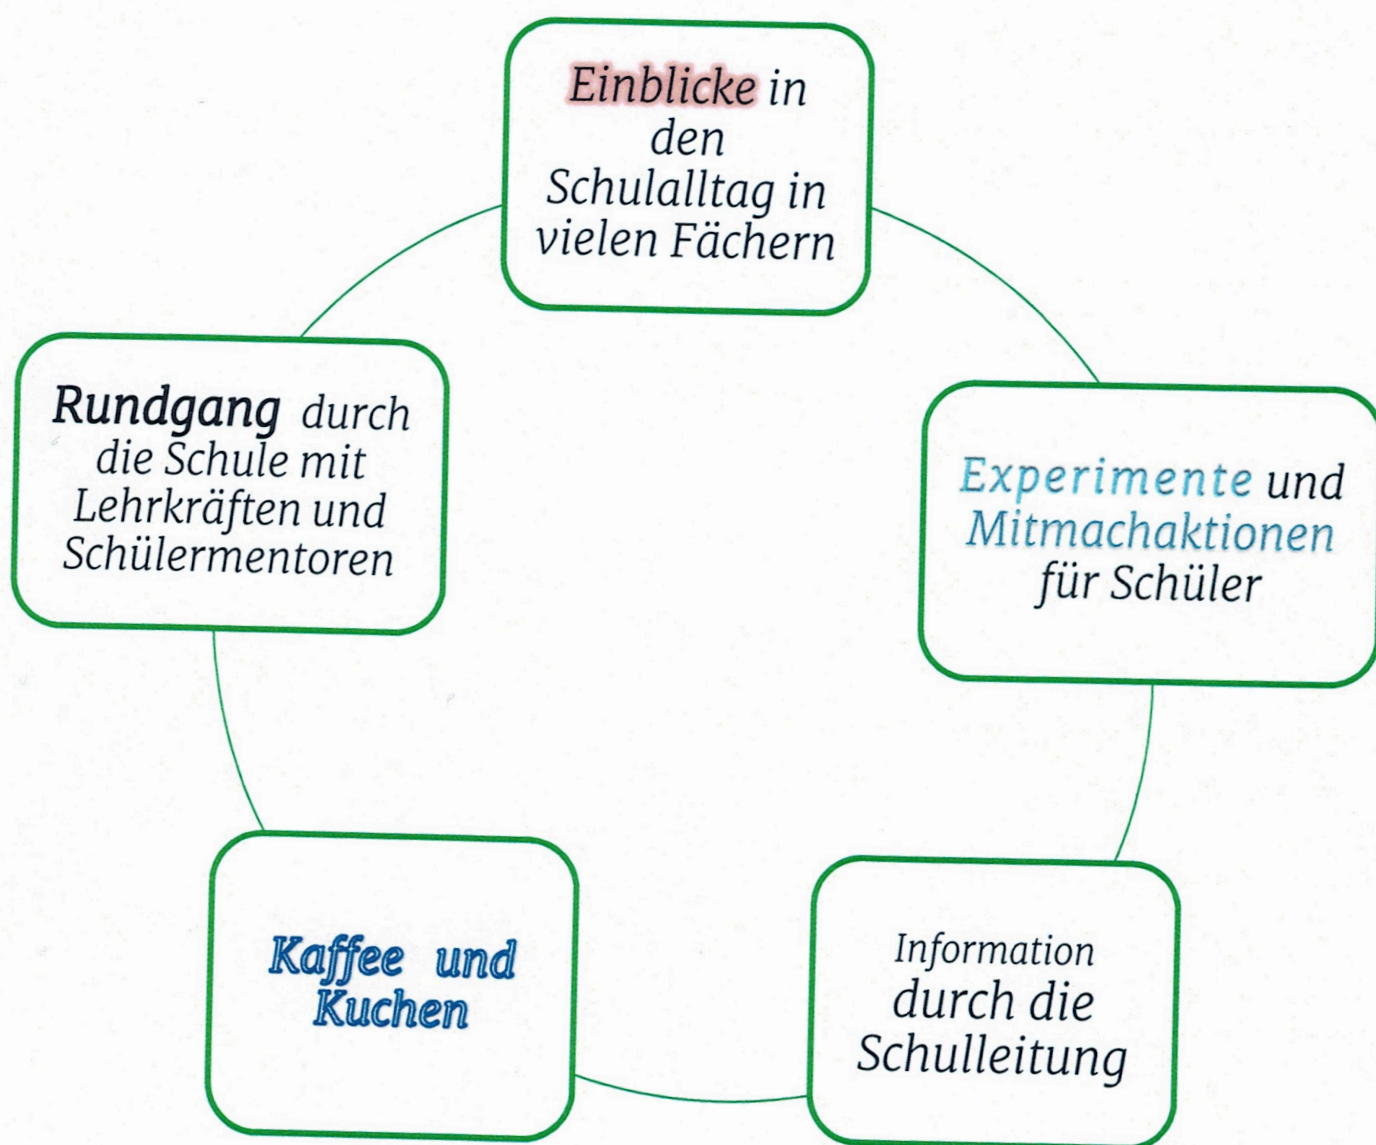 Einblicke in
den
Schulalltag in
vielen Fächern
Rundgang durch
die Schule mit
Lehrkräften und
Schülermentoren
Experimente und
Mitmachaktionen
für Schüler
Kaffee und
Kuchen
Information
durch die
Schulleitung